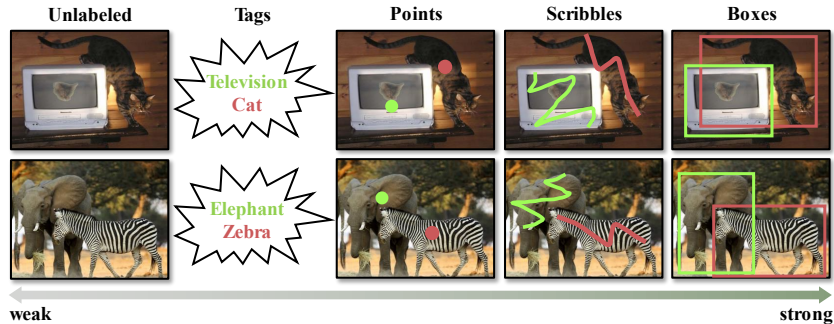 Unlabeled Tags Points Scribbles Boxes
Television
Cat
Elephant
Zebra
weak strong